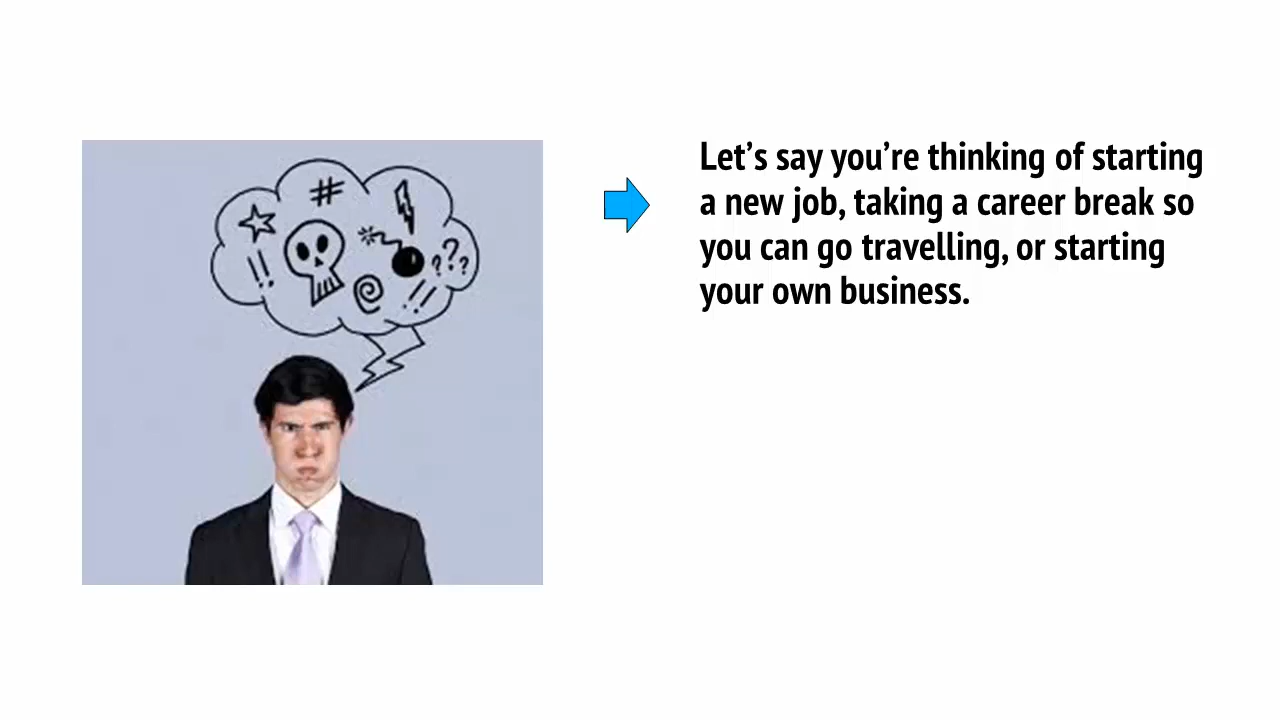 #
!!
???
!!
Let’s say you’re thinking of starting
a new job, taking a career break so
you can go travelling, or starting
your own business.